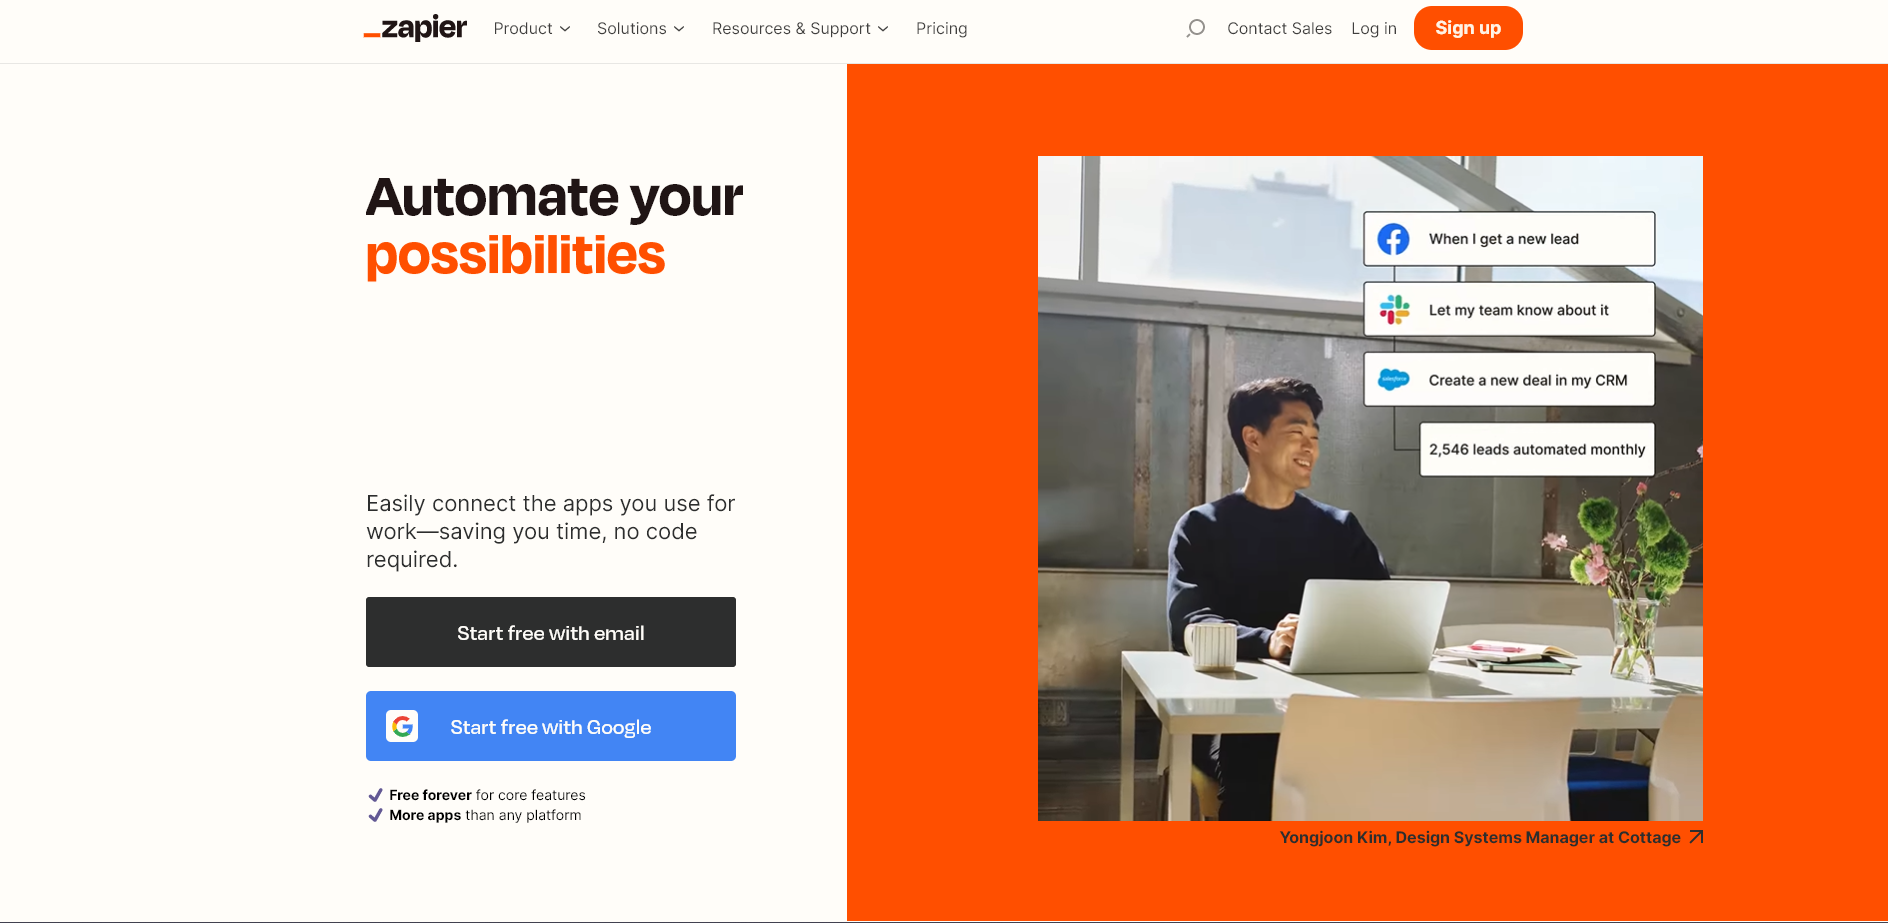 zapier
Product
Solutions
Resources & Support
Pricing
Contact Sales
Log in
Sign up
Automate your
possibilities
Easily connect the apps you use for
work—saving you time, no code
required.
Start free with email
Start free with Google
Free forever for core features
More apps than any platform
When I get a new lead
Let my team know about it
salesforce
Create a new deal in my CRM
2,546 leads automated monthly
Yongjoon Kim, Design Systems Manager at Cottage